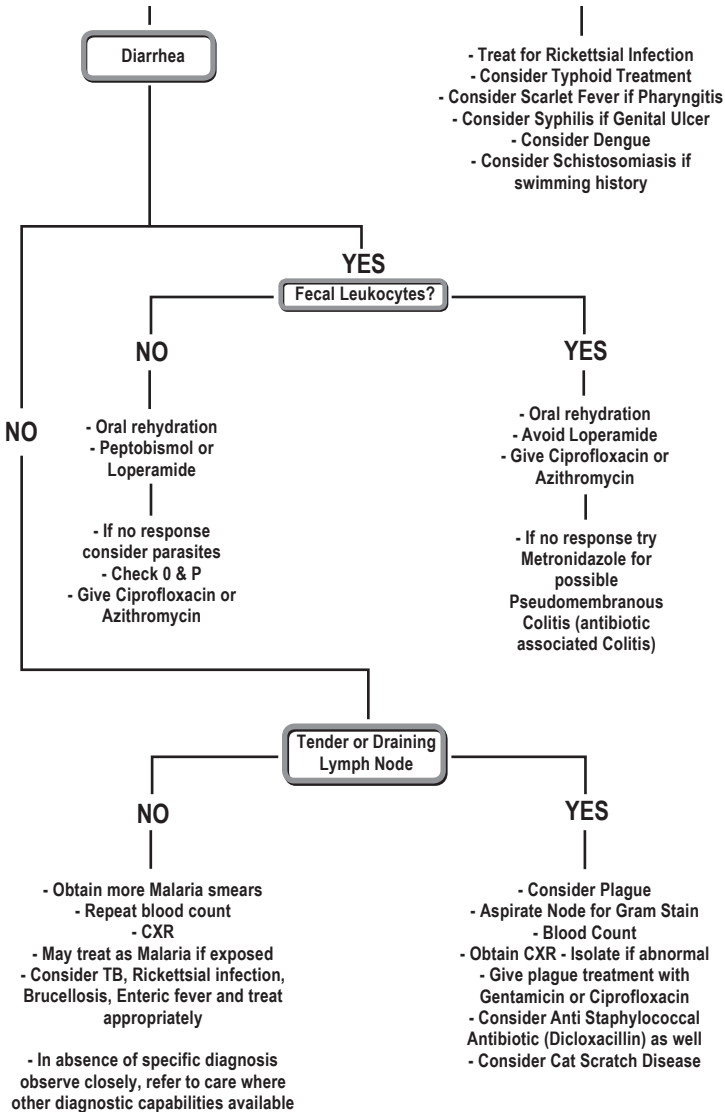 Diarrhea
- Treat for Rickettsial Infection
- Consider Typhoid Treatment
- Consider Scarlet Fever if Pharyngitis
- Consider Syphilis if Genital Ulcer
- Consider Dengue
- Consider Schistosomiasis if
swimming history
YES
Fecal Leukocytes?
NO
YES
NO
- Oral rehydration
- Peptobismol or
Loperamide
- If no response
consider parasites
- Check 0 & P
- Give Ciprofloxacin or
Azithromycin
- Oral rehydration
- Avoid Loperamide
- Give Ciprofloxacin or
Azithromycin
- If no response try
Metronidazole for
possible
Pseudomembranous
Colitis (antibiotic
associated Colitis)
Tender or Draining
Lymph Node
NO
YES
- Obtain more Malaria smears
- Repeat blood count
- CXR
- May treat as Malaria if exposed
- Consider TB, Rickettsial infection,
Brucellosis, Enteric fever and treat
appropriately
- In absence of specific diagnosis
observe closely, refer to care where
other diagnostic capabilities available
- Consider Plague
- Aspirate Node for Gram Stain
- Blood Count
- Obtain CXR - Isolate if abnormal
- Give plague treatment with
Gentamicin or Ciprofloxacin
- Consider Anti Staphylococcal
Antibiotic (Dicloxacillin) as well
- Consider Cat Scratch Disease